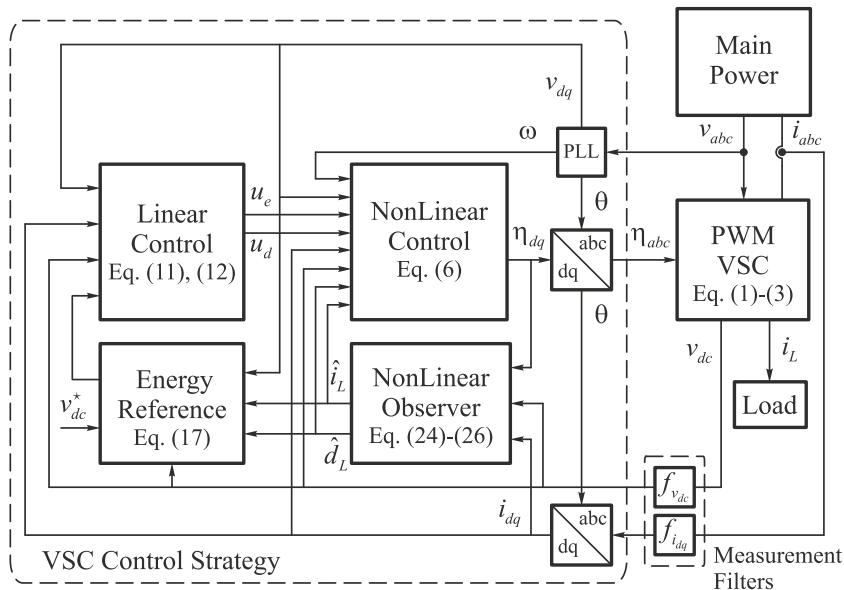 Main
Power
v_dq
v_abc
i_abc
ω
PLL
θ
Linear
Control
Eq. (11), (12)
u_e
u_d
NonLinear
Control
Eq. (6)
η_dq
abc
dq
η_abc
PWM
VSC
Eq. (1)-(3)
θ
v_dc
i_L
Load
Energy
Reference
Eq. (17)
v_dc^⋆
î_L
d̂_L
NonLinear
Observer
Eq. (24)-(26)
i_dq
abc
dq
f_v_dc
f_i_dq
VSC Control Strategy
Measurement
Filters